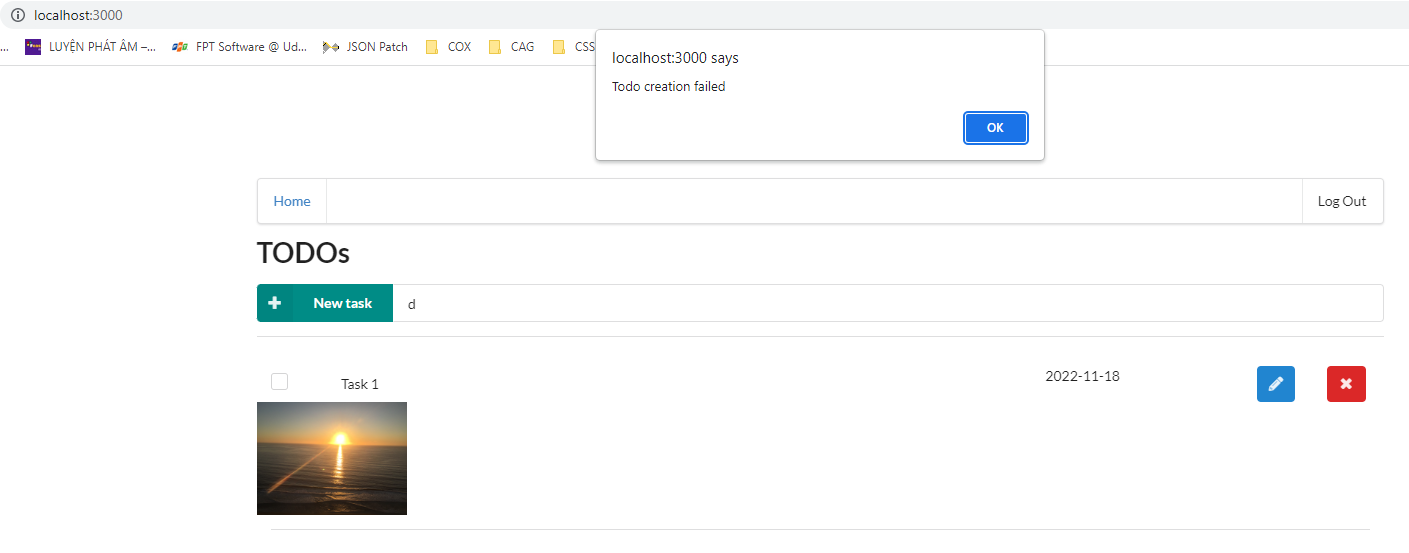 localhost:3000
... LUYỆN PHÁT ÂM –... FPT Software @ Ud... JSON Patch COX CAG CSS
localhost:3000 says
Todo creation failed
OK
Home Log Out
TODOs
New task d
Task 1 2022-11-18